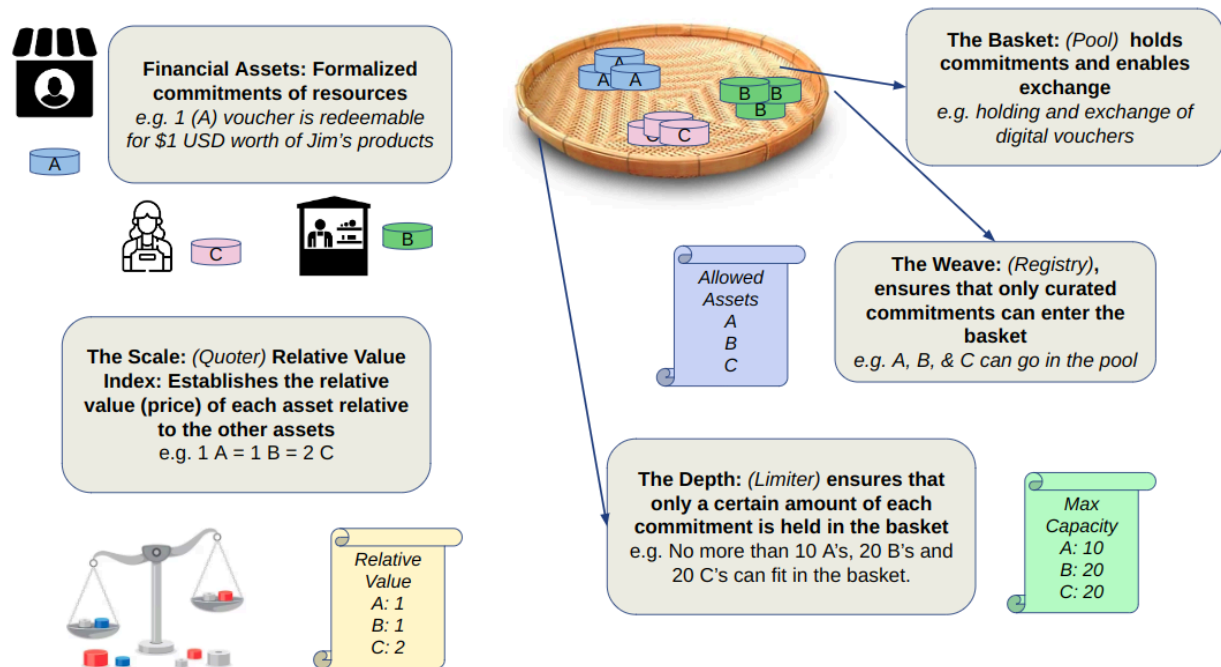 Financial Assets: Formalized
commitments of resources
e.g. 1 (A) voucher is redeemable
for $1 USD worth of Jim’s products
A
C
B
The Scale: (Quoter) Relative Value
Index: Establishes the relative
value (price) of each asset relative
to the other assets
e.g. 1 A = 1 B = 2 C
Relative
Value
A: 1
B: 1
C: 2
A
A A
B B
B
C C
The Basket: (Pool) holds
commitments and enables
exchange
e.g. holding and exchange of
digital vouchers
Allowed
Assets
A
B
C
The Weave: (Registry),
ensures that only curated
commitments can enter the
basket
e.g. A, B, & C can go in the pool
The Depth: (Limiter) ensures that
only a certain amount of each
commitment is held in the basket
e.g. No more than 10 A’s, 20 B’s and
20 C’s can fit in the basket.
Max
Capacity
A: 10
B: 20
C: 20